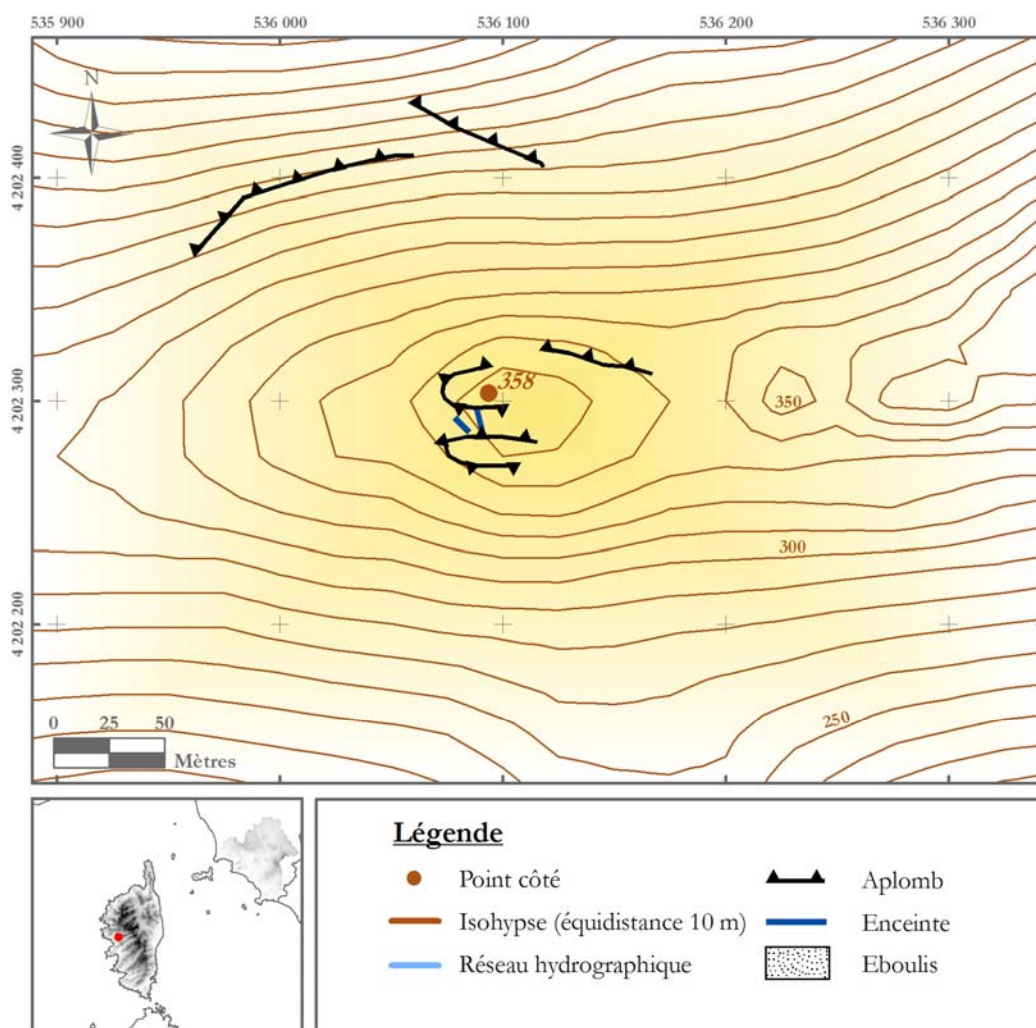 535 900 536 000 536 100 536 200 536 300
N
4 202 400
358
4 202 300
350
300
4 202 200
250
0 25 50
Mètres
Légende
Point côté
Aplomb
Isohypse (équidistance 10 m)
Enceinte
Réseau hydrographique
Eboulis